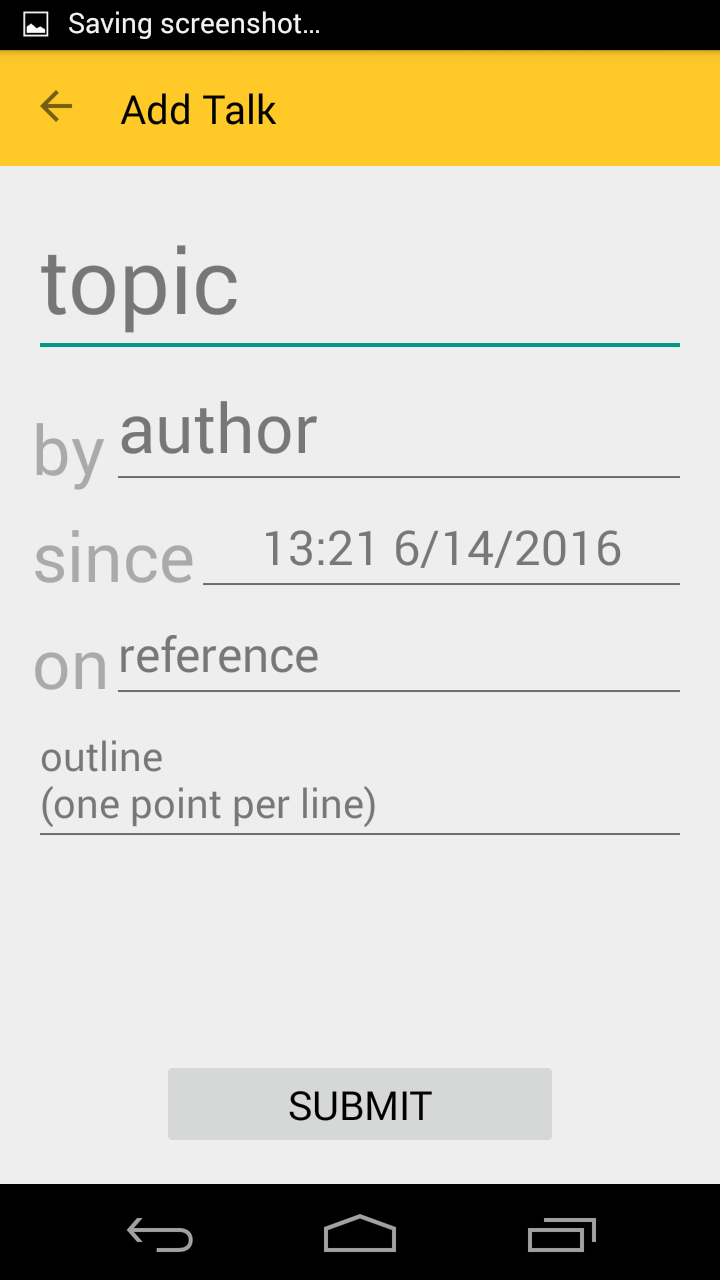 Saving screenshot...
Add Talk
topic
by author
since 13:21 6/14/2016
on reference
outline
(one point per line)
SUBMIT